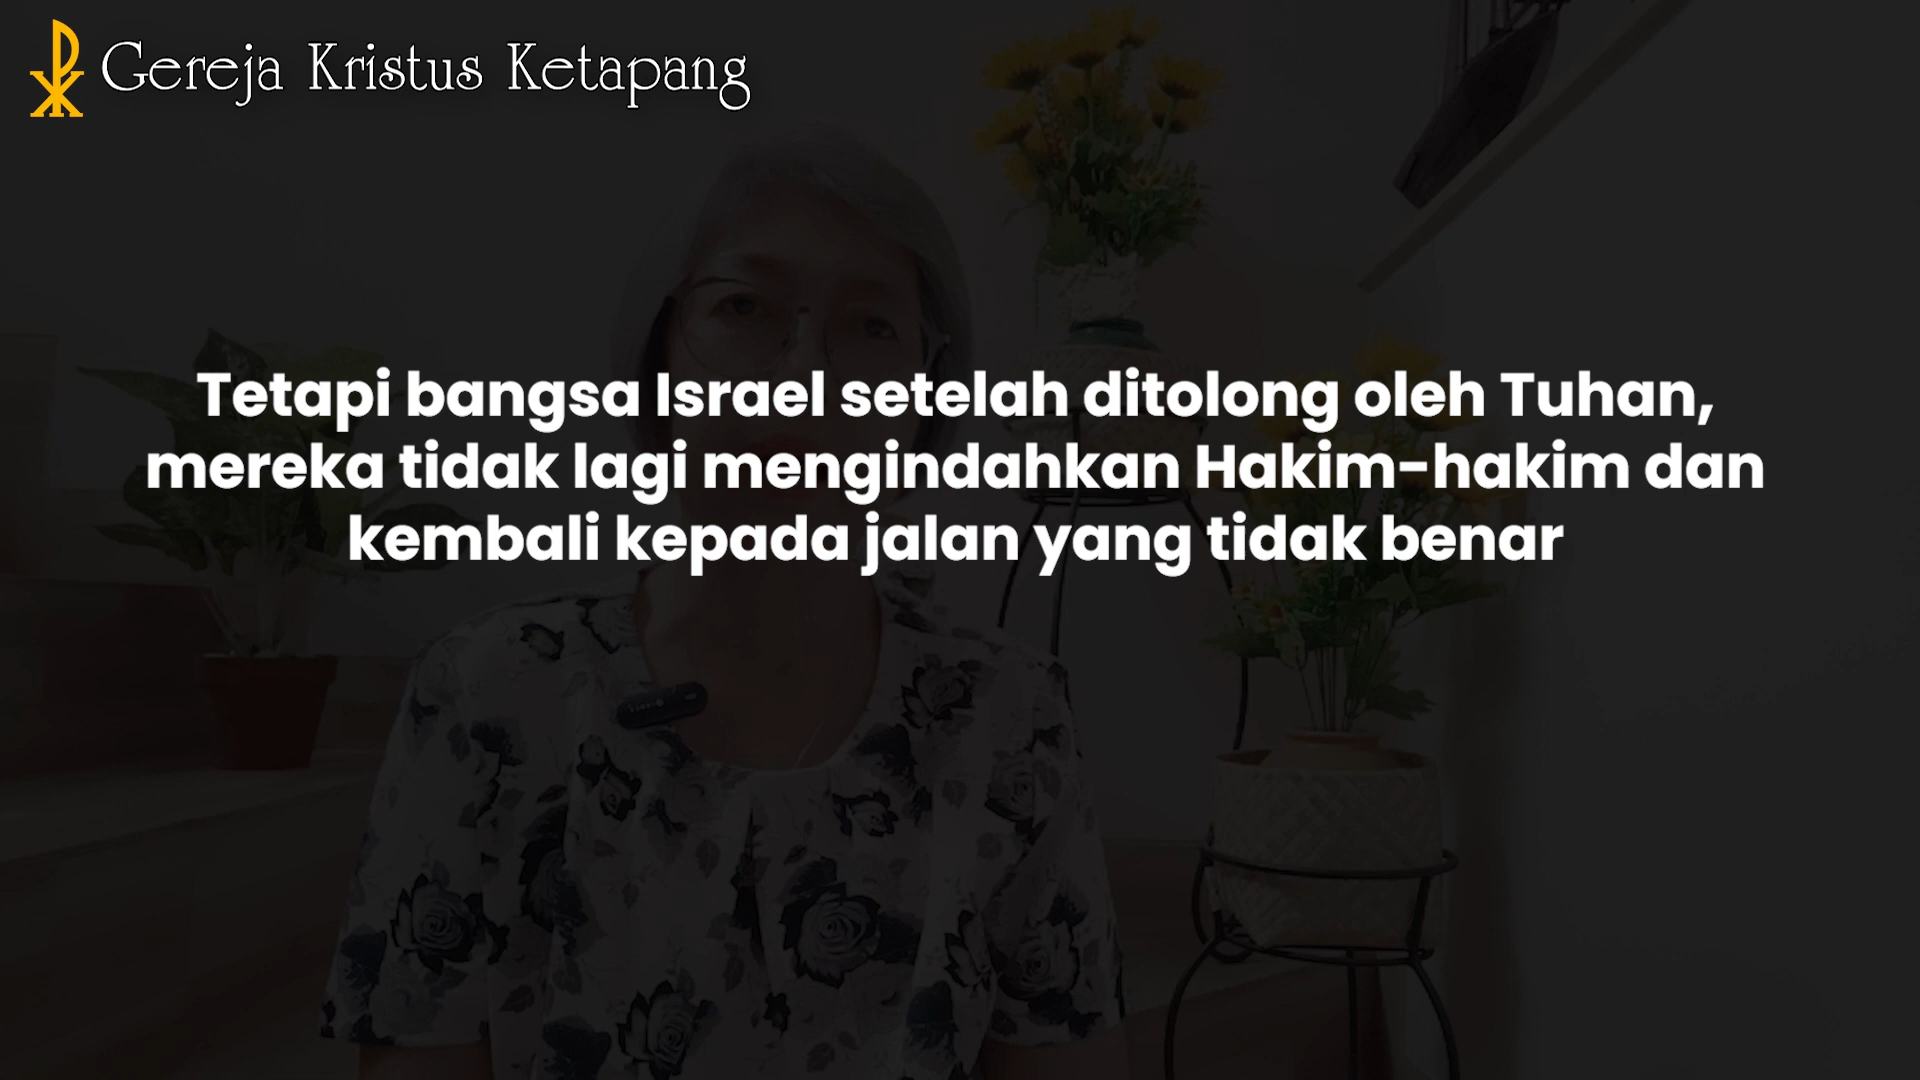 Gereja Kristus Ketapang
Tetapi bangsa Israel setelah ditolong oleh Tuhan,
mereka tidak lagi mengindahkan Hakim-hakim dan
kembali kepada jalan yang tidak benar